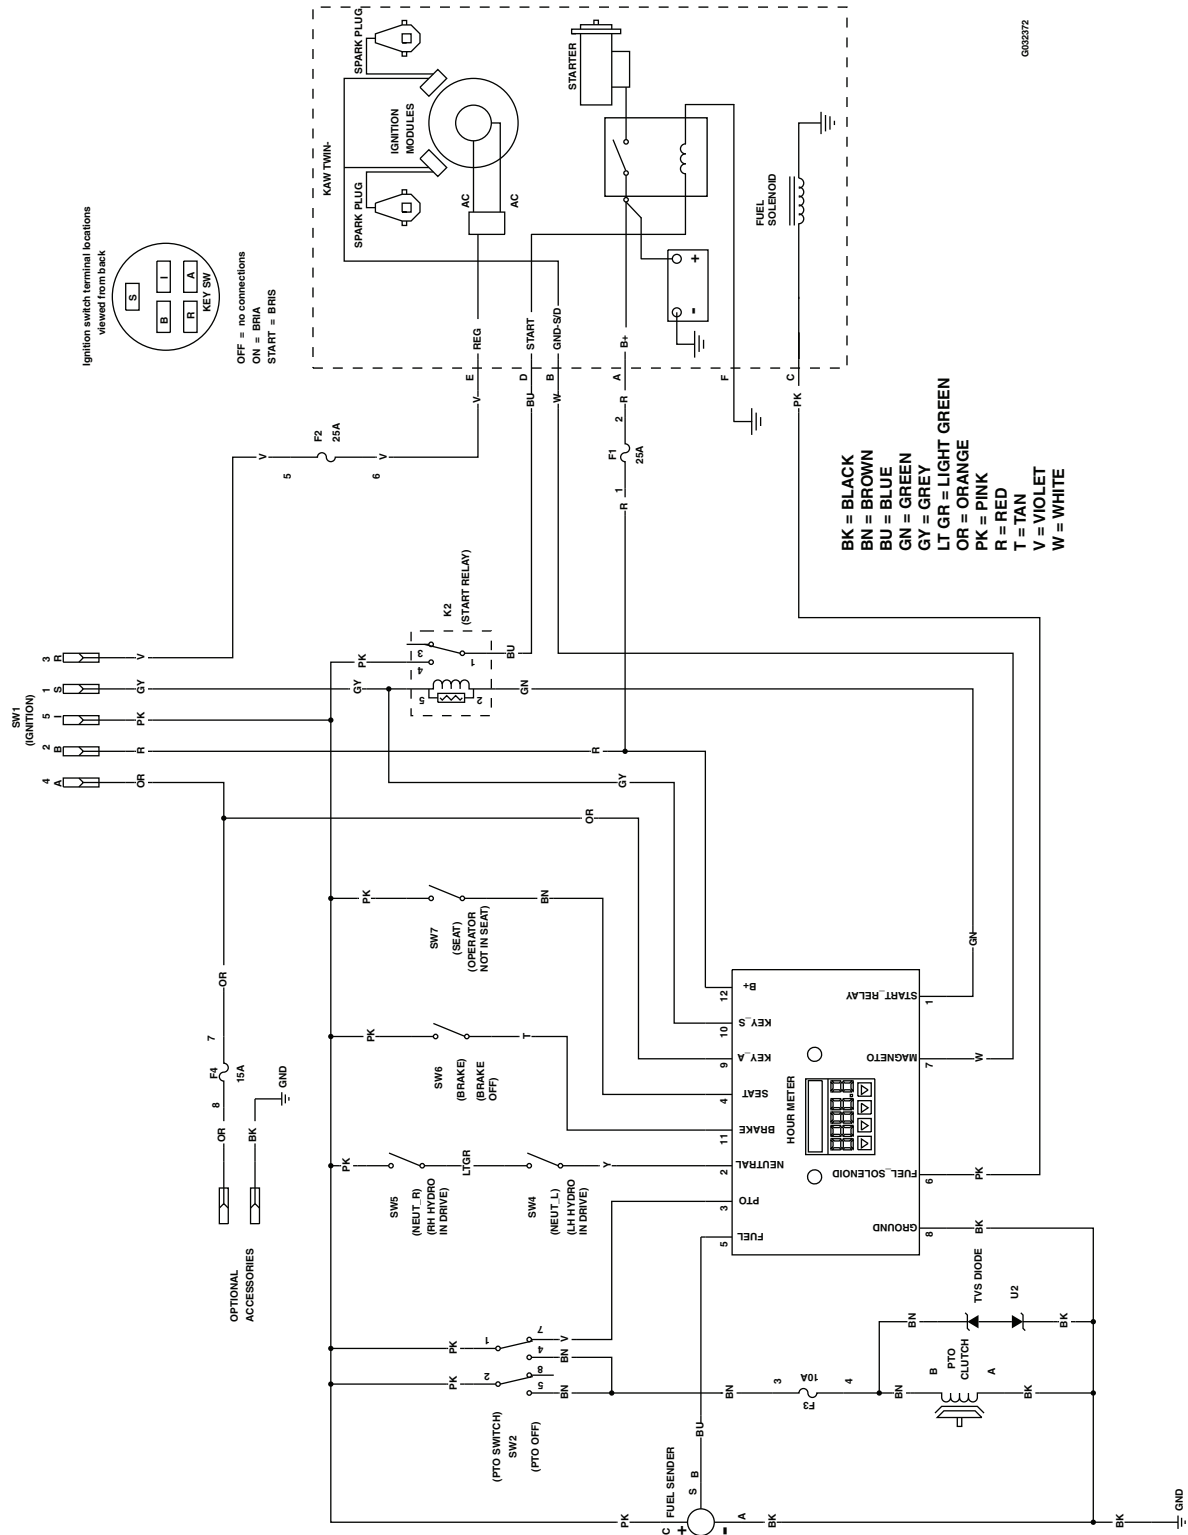 G032372
SPARK PLUG
STARTER
KAW TWIN-
IGNITION
MODULES
SPARK PLUG
AC
AC
FUEL
SOLENOID
+
-
REG
START
GND-S/D
B+
E
D
B
A
F
C
Ignition switch terminal locations
viewed from back
S
B
I
R
A
KEY SW
OFF = no connections
ON = BRIA
START = BRIS
V
BU
W
R
2
PK
F1
25A
1
R
V
5
F2
25A
V
6
BK = BLACK
BN = BROWN
BU = BLUE
GN = GREEN
GY = GREY
LT GR = LIGHT GREEN
OR = ORANGE
PK = PINK
R = RED
T = TAN
V = VIOLET
W = WHITE
SW1
(IGNITION)
3
R
V
1
S
GY
5
I
PK
2
B
R
4
A
OR
K2
(START RELAY)
PK
3
4
1
BU
GY
5
2
GN
R
GY
OR
PK
SW7
(SEAT)
(OPERATOR
NOT IN SEAT)
BN
PK
SW6
(BRAKE)
(BRAKE
OFF)
T
PK
SW5
(NEUT_R)
(RH HYDRO
IN DRIVE)
LTGR
SW4
(NEUT_L)
(LH HYDRO
IN DRIVE)
Y
OR
7
F4
15A
8
OR
BK
GND
OPTIONAL
ACCESSORIES
GN
B+
12
KEY_S
10
KEY_A
9
SEAT
4
BRAKE
11
NEUTRAL
2
PTO
3
FUEL
5
START_RELAY
1
MAGNETO
7
W
HOUR METER
FUEL_SOLENOID
6
PK
GROUND
8
BK
PK
1
7
V
4
BN
PK
2
8
5
BN
(PTO SWITCH)
SW2
(PTO OFF)
BN
3
F3
10A
4
BN
BN
TVS DIODE
U2
BK
B
PTO
CLUTCH
A
BK
BU
FUEL SENDER
S
B
PK
C
+
-
A
BK
BK
GND